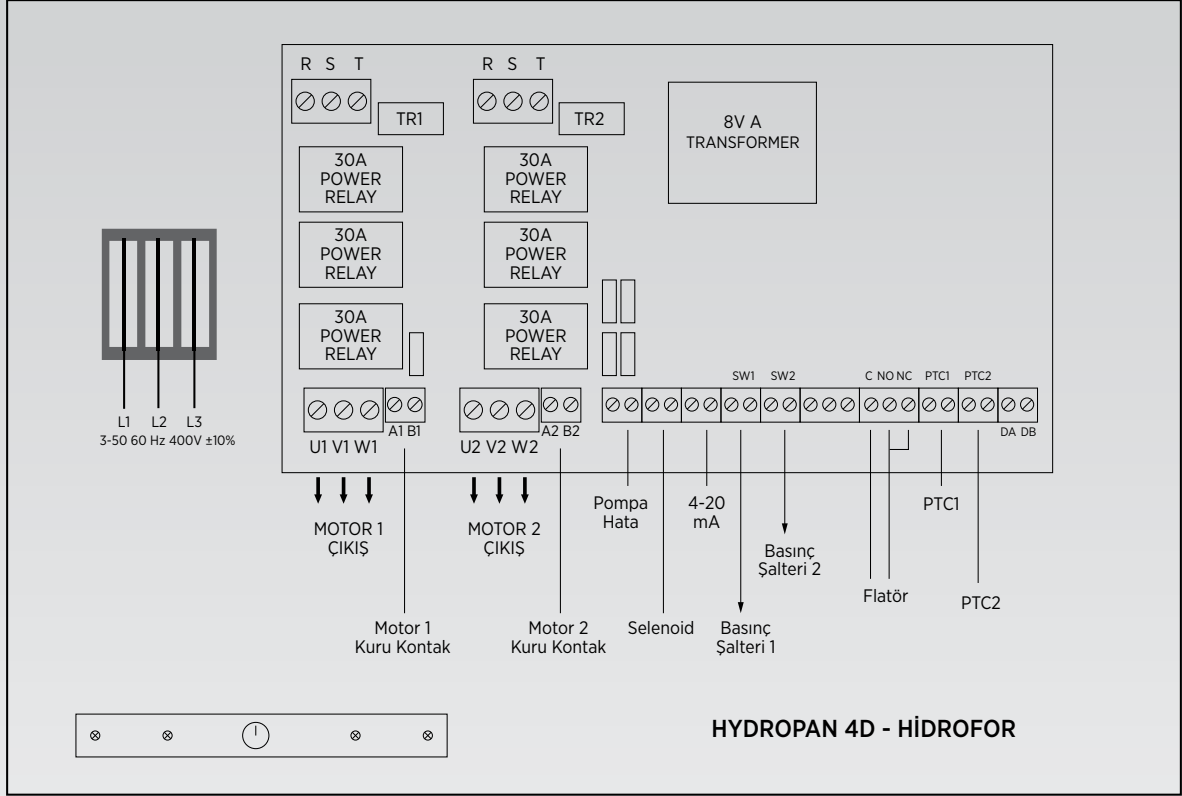 R S T
R S T
TR1
TR2
8V A
TRANSFORMER
30A
POWER
RELAY
30A
POWER
RELAY
30A
POWER
RELAY
30A
POWER
RELAY
30A
POWER
RELAY
30A
POWER
RELAY
SW1 SW2
C NO NC
PTC1 PTC2
A1 B1
A2 B2
DA DB
U1 V1 W1
U2 V2 W2
L1 L2 L3
3-50 60 Hz 400V ±10%
MOTOR 1
ÇIKIŞ
MOTOR 2
ÇIKIŞ
Pompa
Hata
4-20
mA
PTC1
Basınç
Şalteri 2
Flatör
PTC2
Motor 1
Kuru Kontak
Motor 2
Kuru Kontak
Selenoid
Basınç
Şalteri 1
HYDROPAN 4D - HİDROFOR